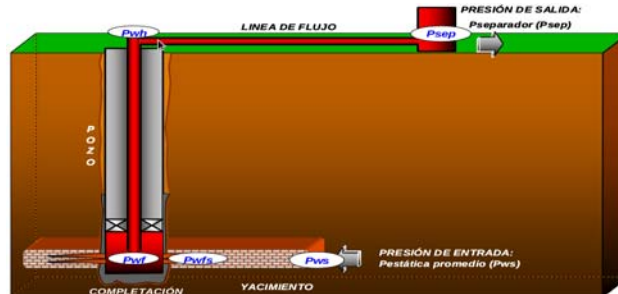 PRESIÓN DE SALIDA:
LINEA DE FLUJO
Pseparador (Psep)
Pwh
Psep
POZO
Pwf
Pwfs
Pws
PRESIÓN DE ENTRADA:
Pestática promedio (Pws)
COMPLETACIÓN
YACIMIENTO